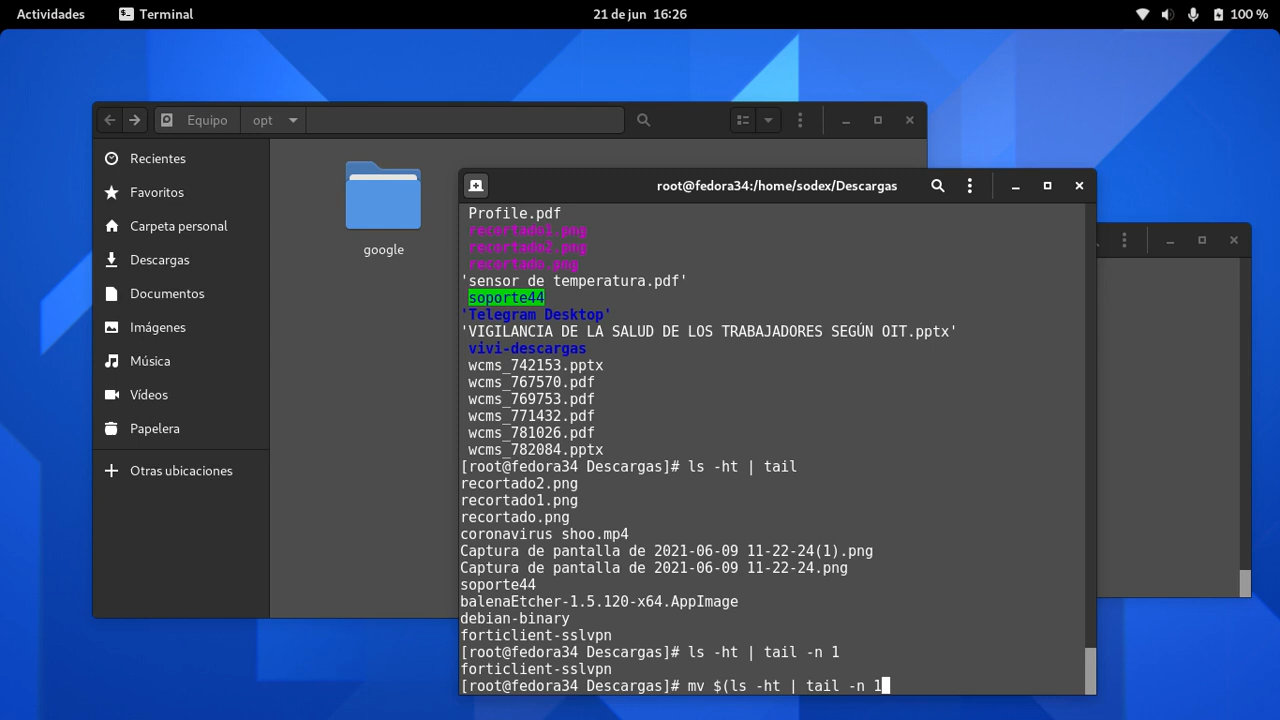 Actividades
Terminal
21 de jun 16:26
100 %
Equipo
opt
Recientes
Favoritos
Carpeta personal
Descargas
Documentos
Imágenes
Música
Vídeos
Papelera
Otras ubicaciones
google
root@fedora34:/home/sodex/Descargas
Profile.pdf
recortado1.png
recortado2.png
recortado.png
'sensor de temperatura.pdf'
soporte44
'Telegram Desktop'
'VIGILANCIA DE LA SALUD DE LOS TRABAJADORES SEGÚN OIT.pptx'
vivi-descargas
wcms_742153.pptx
wcms_767570.pdf
wcms_769753.pdf
wcms_771432.pdf
wcms_781026.pdf
wcms_782084.pptx
[root@fedora34 Descargas]# ls -ht | tail
recortado2.png
recortado1.png
recortado.png
coronavirus shoo.mp4
Captura de pantalla de 2021-06-09 11-22-24(1).png
Captura de pantalla de 2021-06-09 11-22-24.png
soporte44
balenaEtcher-1.5.120-x64.AppImage
debian-binary
forticlient-sslvpn
[root@fedora34 Descargas]# ls -ht | tail -n 1
forticlient-sslvpn
[root@fedora34 Descargas]# mv $(ls -ht | tail -n 1